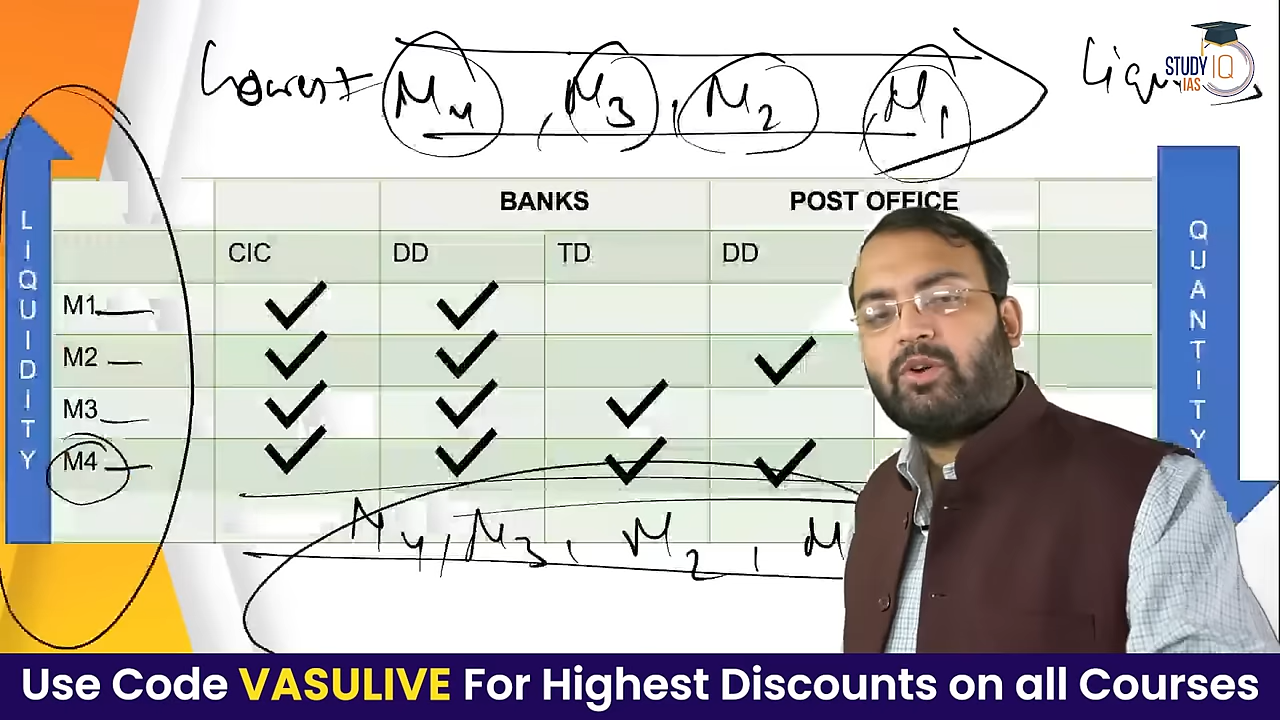 Lowest M4 , M3 , M2 , M1
STUDY IQ
IAS
BANKS POST OFFICE
CIC DD TD DD
M1
M2
M3
M4
LIQUIDITY
QUANTITY
M4, M3, M2, M
Use Code VASULIVE For Highest Discounts on all Courses